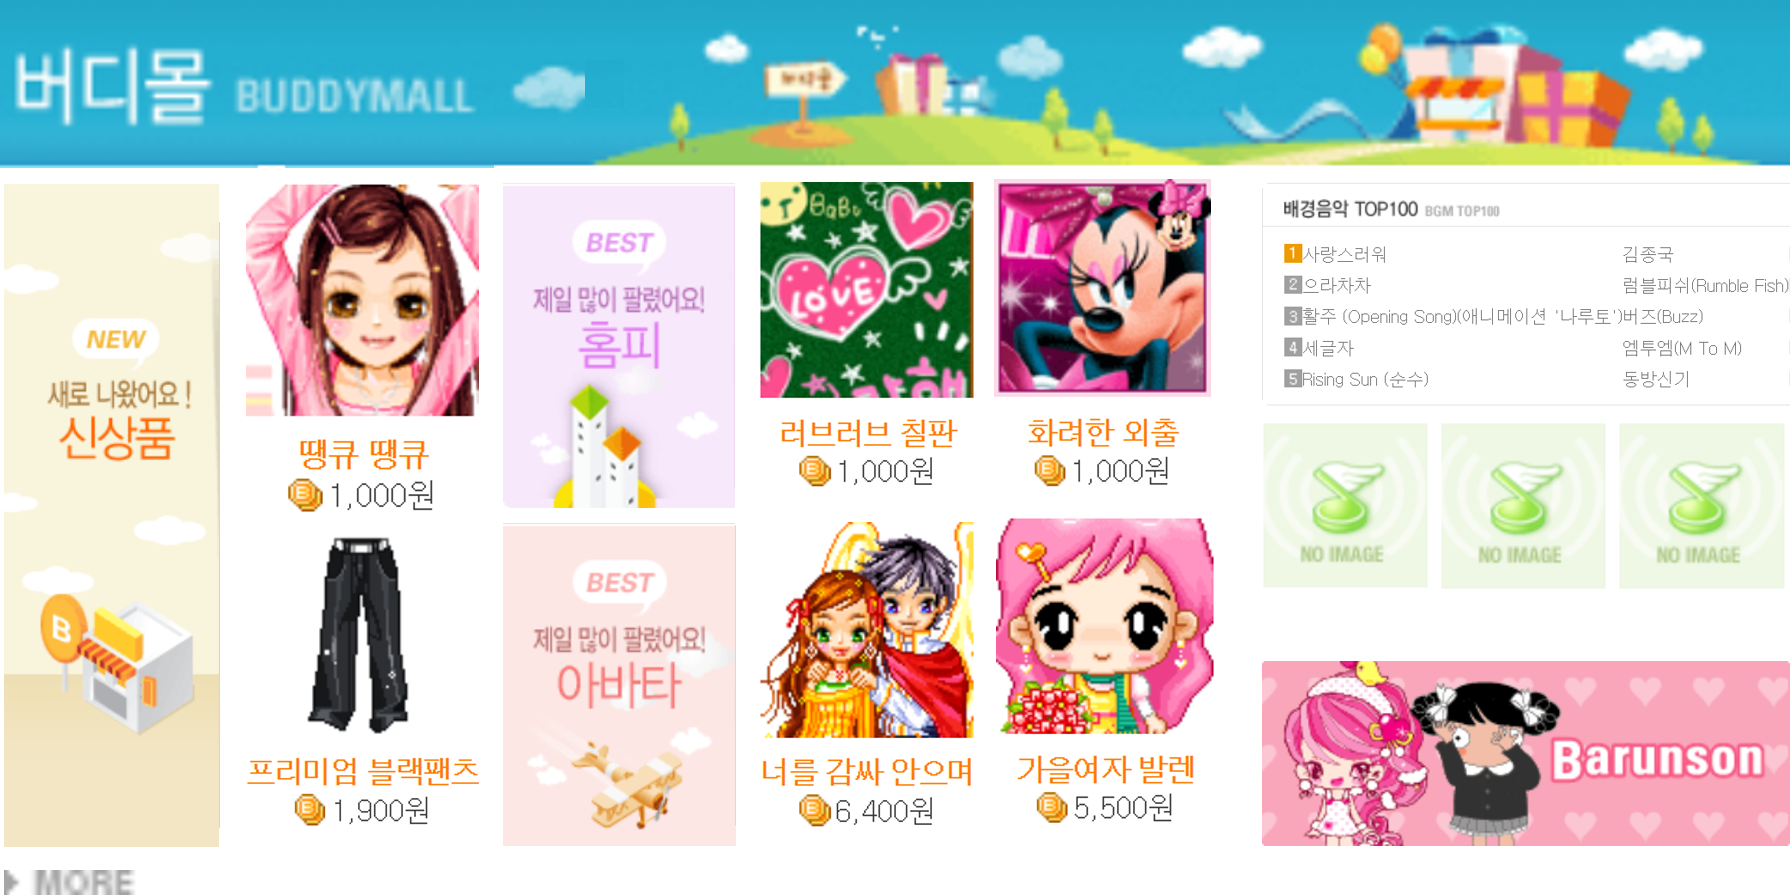 버디몰 BUDDYMALL
버디몰
NEW
새로 나왔어요!
신상품
땡큐 땡큐
1,000원
프리미엄 블랙팬츠
1,900원
BEST
제일 많이 팔렸어요!
홈피
BaBu
LOVE
러브러브 칠판
1,000원
화려한 외출
1,000원
BEST
제일 많이 팔렸어요!
아바타
너를 감싸 안으며
6,400원
가을여자 발렌
5,500원
배경음악 TOP100 BGM TOP100
1 사랑스러워 김종국
2 으라차차 럼블피쉬(Rumble Fish)
3 활주 (Opening Song)(애니메이션 '나루토') 버즈(Buzz)
4 세글자 엠투엠(M To M)
5 Rising Sun (순수) 동방신기
NO IMAGE
NO IMAGE
NO IMAGE
Barunson
MORE